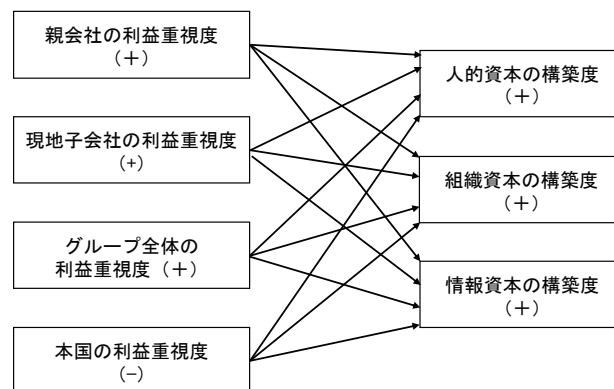 親会社の利益重視度
（＋）
現地子会社の利益重視度
(+)
グループ全体の
利益重視度（＋）
本国の利益重視度
(−)
人的資本の構築度
（＋）
組織資本の構築度
（＋）
情報資本の構築度
（＋）